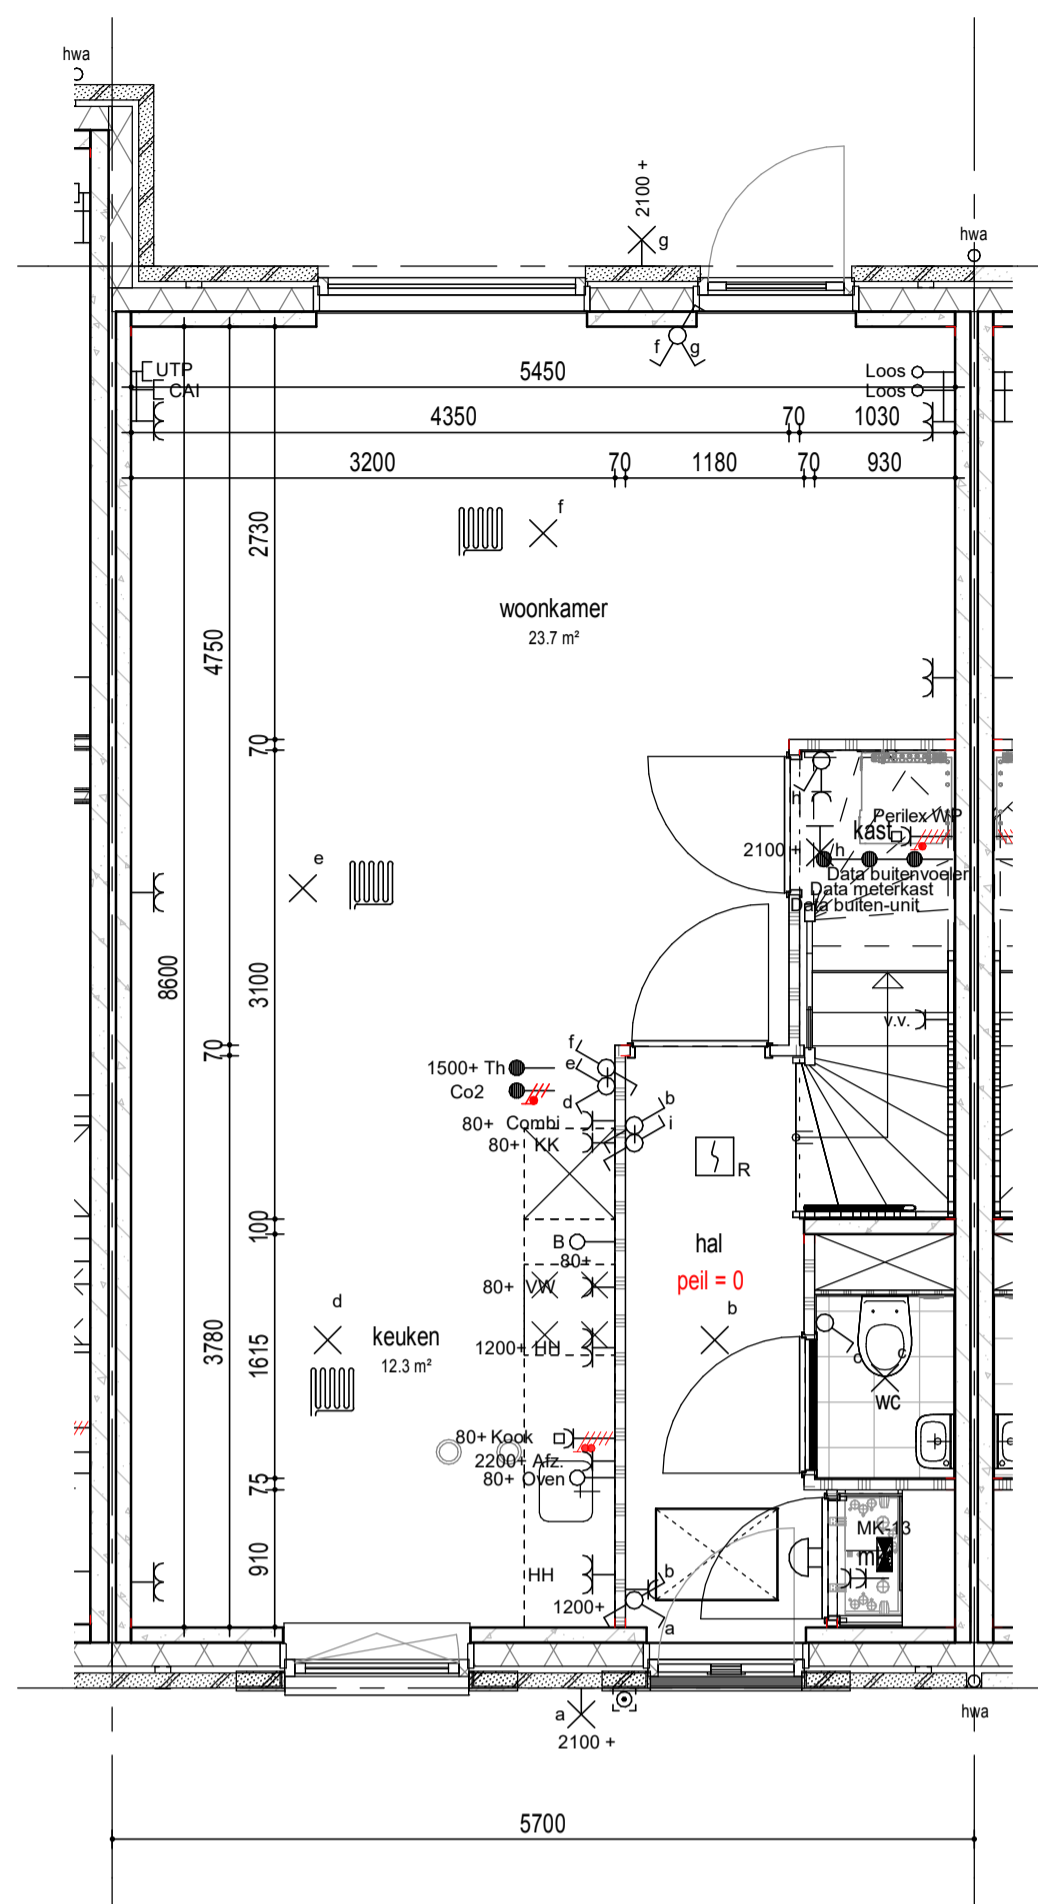 hwa
2100 +
g
hwa
f
g
UTP
CAI
5450
Loos
Loos
4350
70
1030
3200
70
1180
70
930
2730
f
woonkamer
23.7 m²
4750
70
h
Perilex WP
kast
2100 +
h
Data buitenvoeler
Data meterkast
Data buiten-unit
e
8600
3100
v.v.
70
f
1500+ Th
e
Co2
d
b
80+ Combi
i
80+ KK
R
100
B
80+
hal
peil = 0
80+ VW
d
keuken
12.3 m²
b
1200+ HH
3780
1615
c
c
wc
80+ Kook
2200+ Afz.
80+ Oven
75
MK-13
m
910
HH
b
1200+
a
a
2100 +
hwa
5700